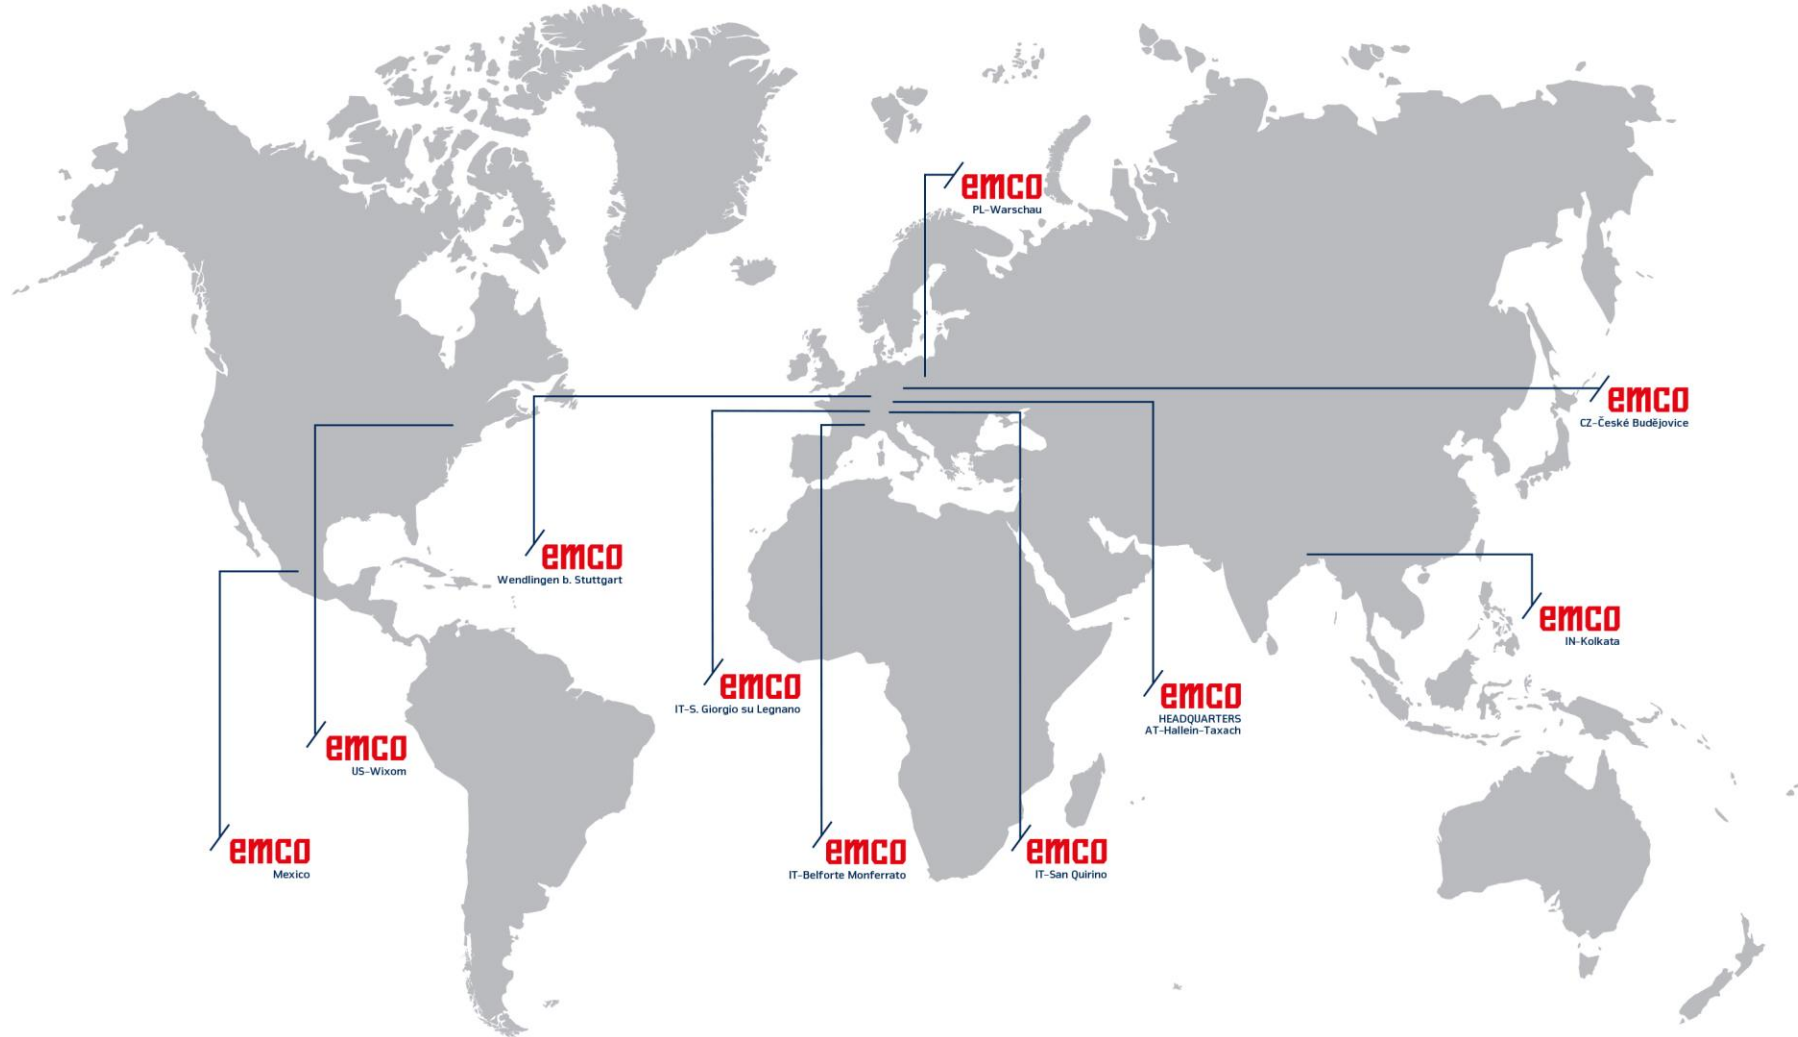 emco
PL-Warschau
emco
CZ-České Budějovice
emco
Wendlingen b. Stuttgart
emco
IN-Kolkata
emco
IT-S. Giorgio su Legnano
emco
HEADQUARTERS
AT-Hallein-Taxach
emco
US-Wixom
emco
Mexico
emco
IT-Belforte Monferrato
emco
IT-San Quirino